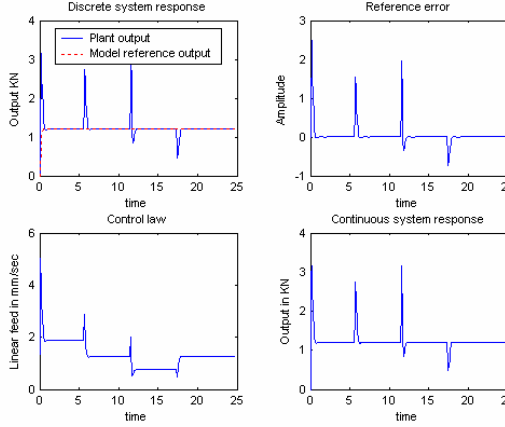 Discrete system response
Reference error
4
3
2
1
0
Output KN
Plant output
Model reference output
0 5 10 15 20 25
time
3
2
1
0
-1
Amplitude
0 5 10 15 20 25
time
Control law
Continuous system response
6
4
2
0
Linear feed in mm/sec
0 5 10 15 20 25
time
4
3
2
1
0
Output in KN
0 5 10 15 20 25
time